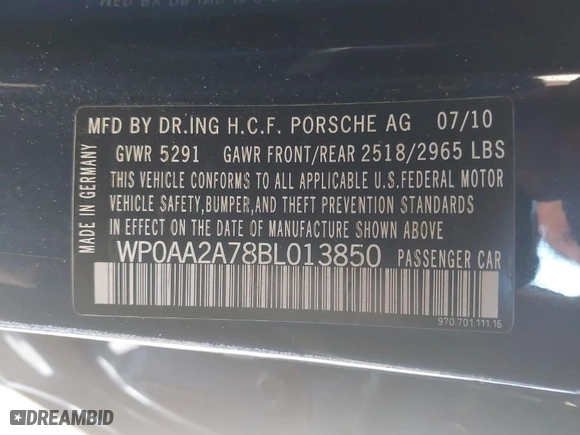 MFD BY DR.ING H.C.F. PORSCHE AG 07/10
GVWR 5291 GAWR FRONT/REAR 2518/2965 LBS
THIS VEHICLE CONFORMS TO ALL APPLICABLE U.S.FEDERAL MOTOR
VEHICLE SAFETY,BUMPER,AND THEFT PREVENTION STANDARDS
IN EFFECT ON THE DATE OF MANUFACTURE SHOWN ABOVE
WP0AA2A78BL013850 PASSENGER CAR
MADE IN GERMANY
970.701.111.16
DREAMBID